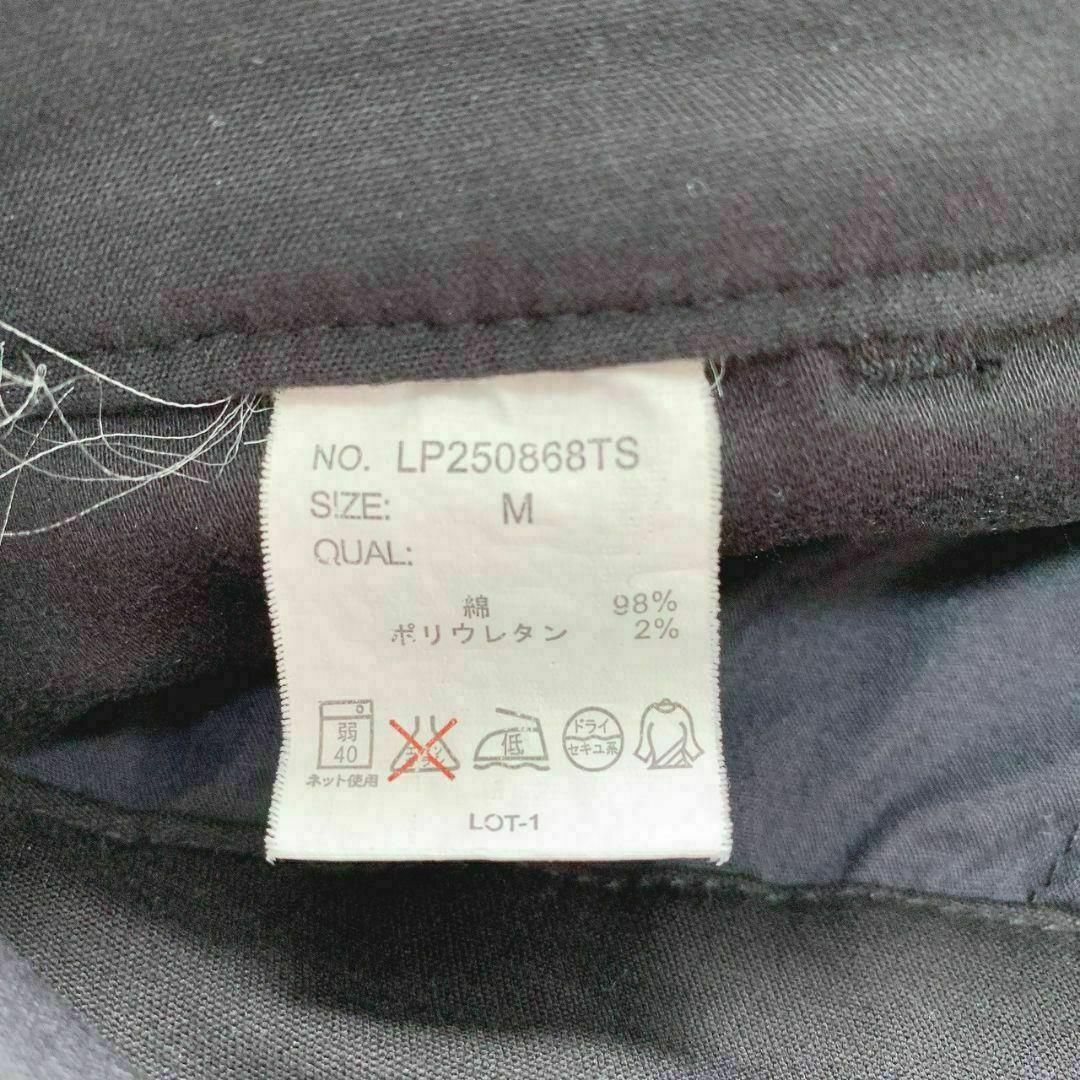 NO. LP250868TS
SIZE: M
QUAL:
綿 98%
ポリウレタン 2%
弱
40
ネット使用
低
ドライ
セキユ系
LOT-1